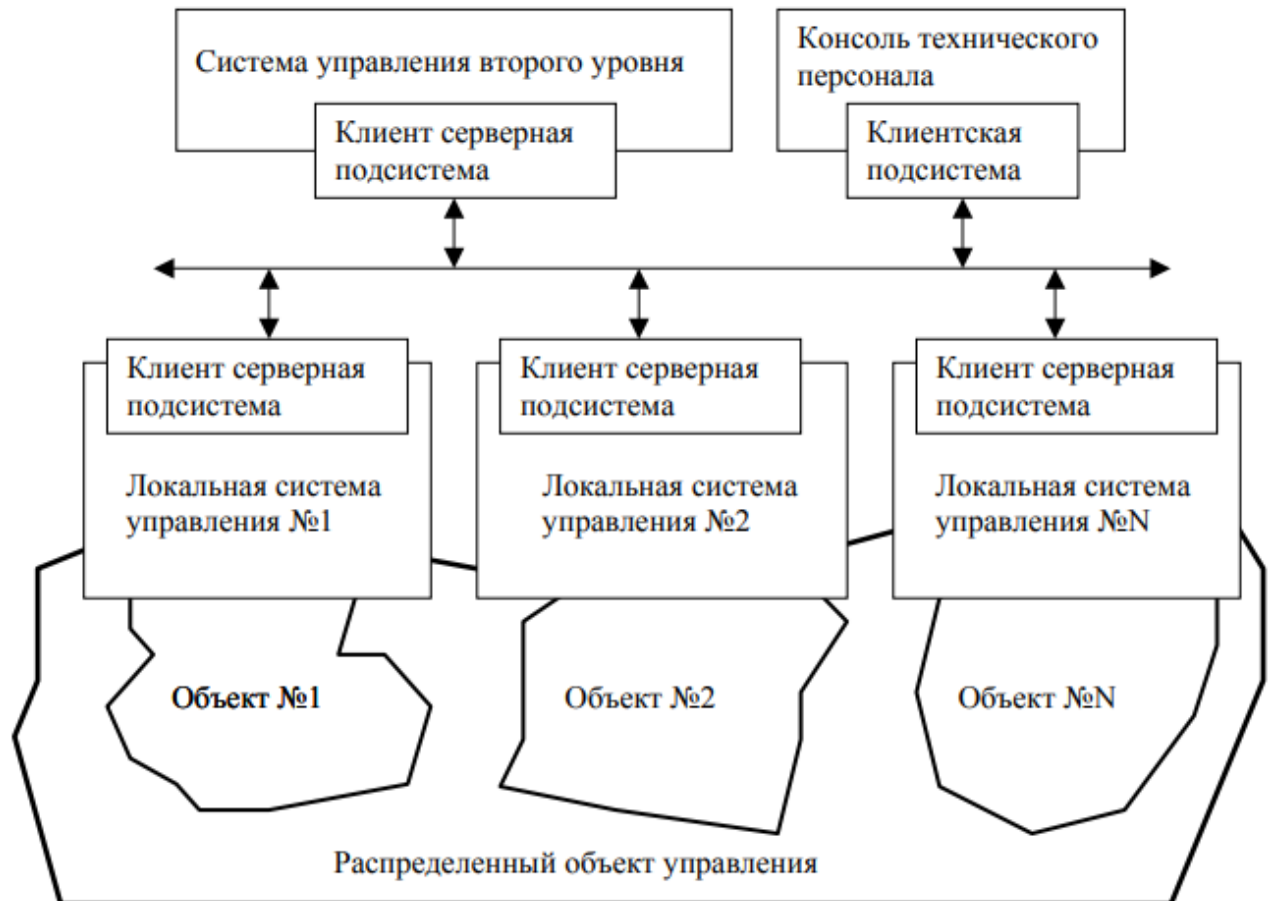 Система управления второго уровня
Клиент серверная
подсистема
Консоль технического
персонала
Клиентская
подсистема
Клиент серверная
подсистема
Локальная система
управления №1
Клиент серверная
подсистема
Локальная система
управления №2
Клиент серверная
подсистема
Локальная система
управления №N
Объект №1
Объект №2
Объект №N
Распределенный объект управления